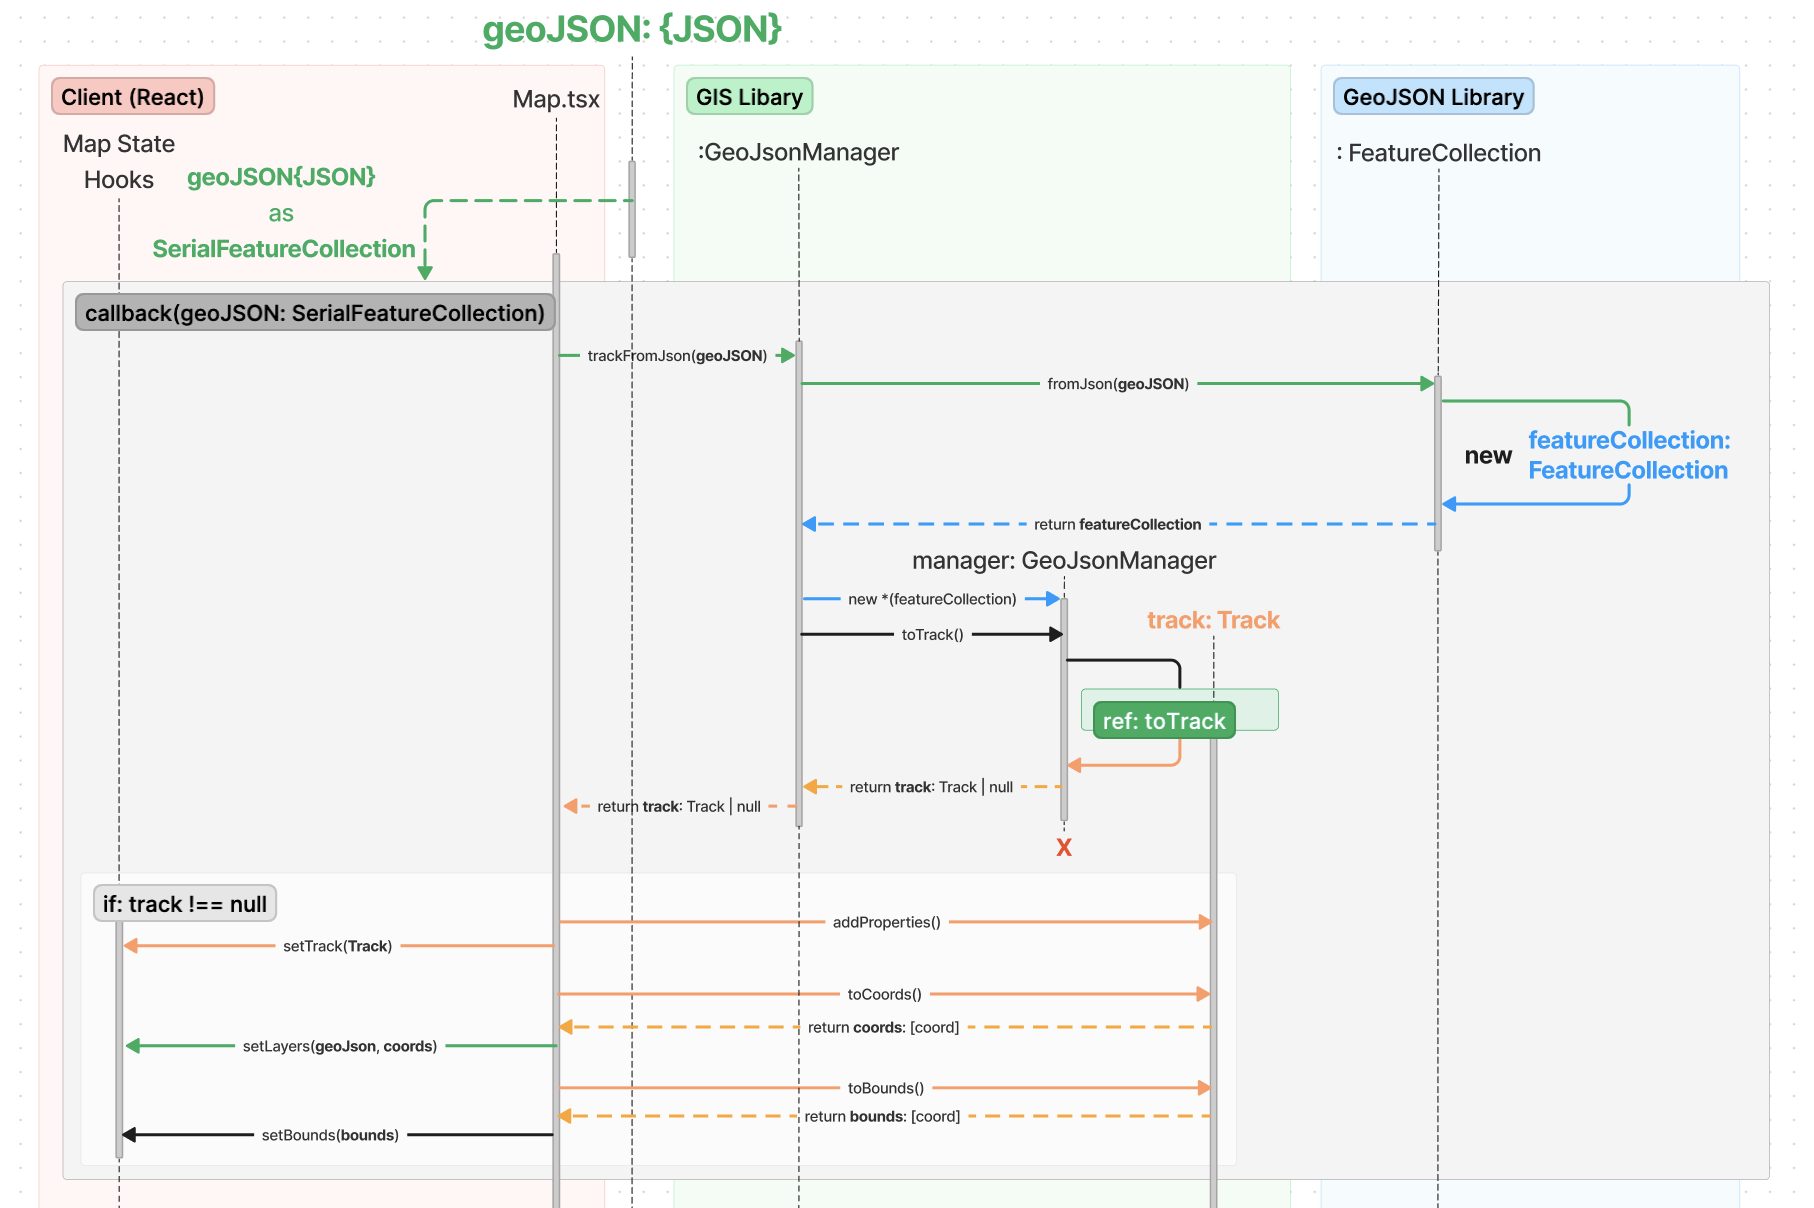 geoJSON: {JSON}
Client (React)
Map.tsx
GIS Libary
GeoJSON Library
Map State
Hooks
:GeoJsonManager
: FeatureCollection
geoJSON{JSON}
as
SerialFeatureCollection
callback(geoJSON: SerialFeatureCollection)
trackFromJson(geoJSON)
fromJson(geoJSON)
new
featureCollection:
FeatureCollection
return featureCollection
manager: GeoJsonManager
new *(featureCollection)
track: Track
toTrack()
ref: toTrack
return track: Track | null
return track: Track | null
X
if: track !== null
addProperties()
setTrack(Track)
toCoords()
return coords: [coord]
setLayers(geoJson, coords)
toBounds()
return bounds: [coord]
setBounds(bounds)